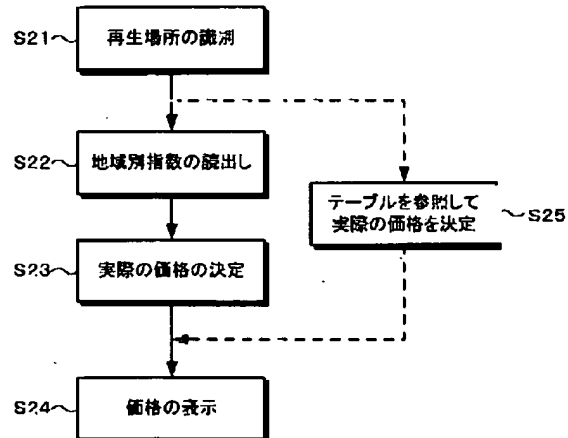 S21
再生場所の識別
S22
地域別指数の読出し
テーブルを参照して
実際の価格を決定
S25
S23
実際の価格の決定
S24
価格の表示